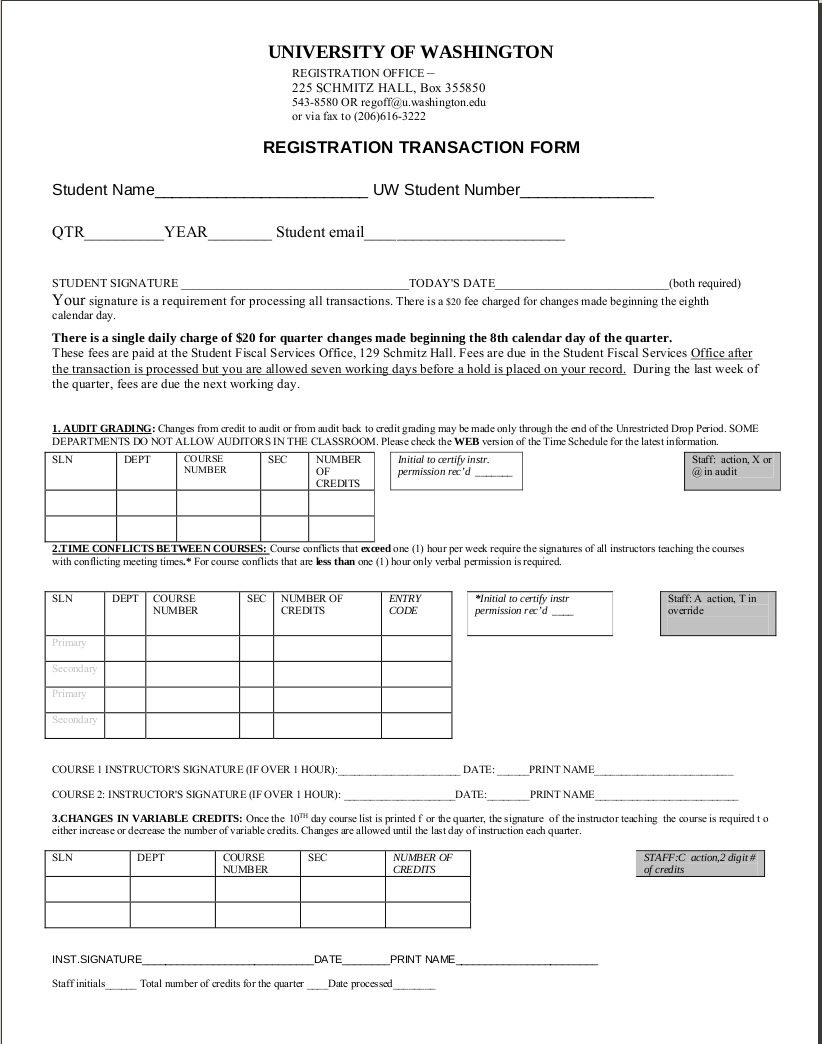 UNIVERSITY OF WASHINGTON
REGISTRATION OFFICE –
225 SCHMITZ HALL, Box 355850
543-8580 OR regoff@u.washington.edu
or via fax to (206)616-3222
REGISTRATION TRANSACTION FORM
Student Name________________________ UW Student Number_______________
QTR__________YEAR________ Student email_________________________
STUDENT SIGNATURE ______________________________________TODAY'S DATE_____________________________(both required)
Your signature is a requirement for processing all transactions. There is a $20 fee charged for changes made beginning the eighth
calendar day.
There is a single daily charge of $20 for quarter changes made beginning the 8th calendar day of the quarter.
These fees are paid at the Student Fiscal Services Office, 129 Schmitz Hall. Fees are due in the Student Fiscal Services Office after
the transaction is processed but you are allowed seven working days before a hold is placed on your record. During the last week of
the quarter, fees are due the next working day.
1. AUDIT GRADING: Changes from credit to audit or from audit back to credit grading may be made only through the end of the Unrestricted Drop Period. SOME
DEPARTMENTS DO NOT ALLOW AUDITORS IN THE CLASSROOM. Please check the WEB version of the Time Schedule for the latest information.
SLN DEPT COURSE NUMBER SEC NUMBER OF CREDITS
Initial to certify instr.
permission rec'd _______
Staff: action, X or
@ in audit
2.TIME CONFLICTS BETWEEN COURSES: Course conflicts that exceed one (1) hour per week require the signatures of all instructors teaching the courses
with conflicting meeting times.* For course conflicts that are less than one (1) hour only verbal permission is required.
SLN DEPT COURSE NUMBER SEC NUMBER OF CREDITS ENTRY CODE
*Initial to certify instr
permission rec'd ____
Staff: A action, T in
override
Primary
Secondary
Primary
Secondary
COURSE 1 INSTRUCTOR'S SIGNATURE (IF OVER 1 HOUR):_______________________ DATE: ______PRINT NAME__________________________
COURSE 2: INSTRUCTOR'S SIGNATURE (IF OVER 1 HOUR): _____________________DATE:________PRINT NAME___________________________
3.CHANGES IN VARIABLE CREDITS: Once the 10TH day course list is printed f or the quarter, the signature of the instructor teaching the course is required t o
either increase or decrease the number of variable credits. Changes are allowed until the last day of instruction each quarter.
SLN DEPT COURSE NUMBER SEC NUMBER OF CREDITS
STAFF:C action,2 digit #
of credits
INST.SIGNATURE_____________________________DATE________PRINT NAME________________________
Staff initials______ Total number of credits for the quarter ____Date processed________